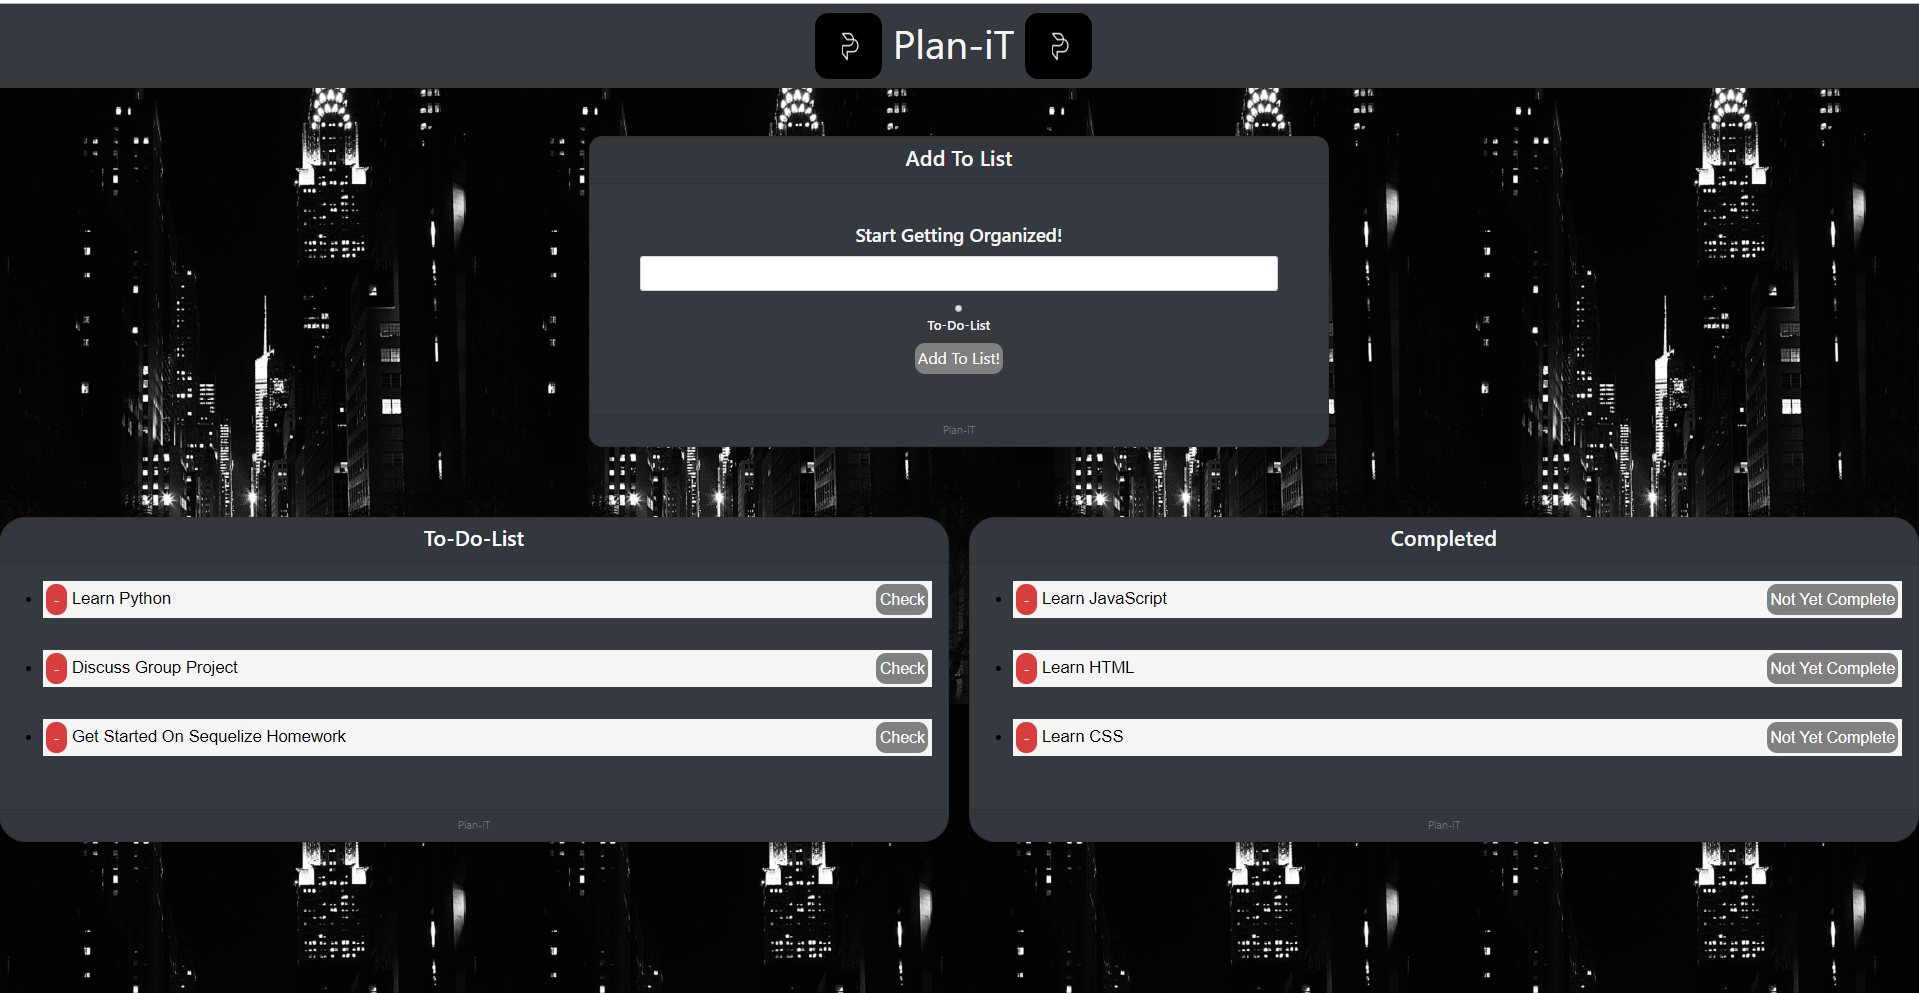 Plan-iT
Add To List
Start Getting Organized!
To-Do-List
Add To List!
Plan-iT
To-Do-List
- Learn Python Check
- Discuss Group Project Check
- Get Started On Sequelize Homework Check
Plan-iT
Completed
- Learn JavaScript Not Yet Complete
- Learn HTML Not Yet Complete
- Learn CSS Not Yet Complete
Plan-iT